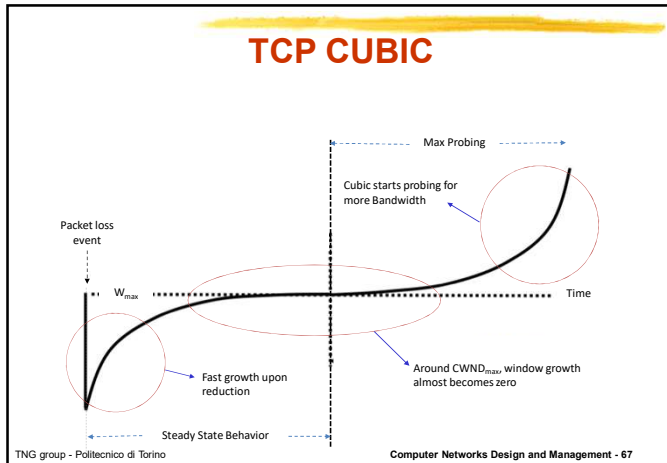 TCP CUBIC
Max Probing
Cubic starts probing for
more Bandwidth
Packet loss
event
Wmax
Time
Around CWNDmax, window growth
almost becomes zero
Fast growth upon
reduction
Steady State Behavior
TNG group - Politecnico di Torino
Computer Networks Design and Management - 67